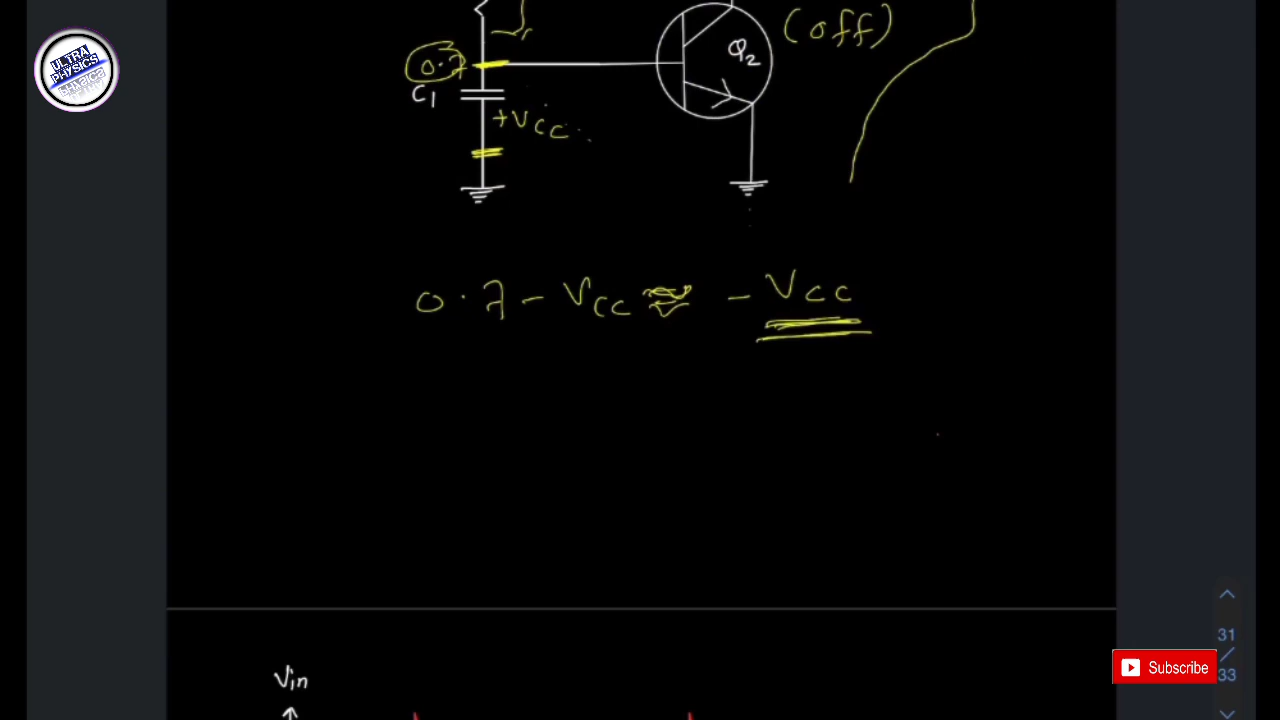 ULTRA
PHYSICS
(off)
0.7
Q2
C1
+VCC
0.7 - VCC ≈ - VCC
31
/
33
Subscribe
Vin